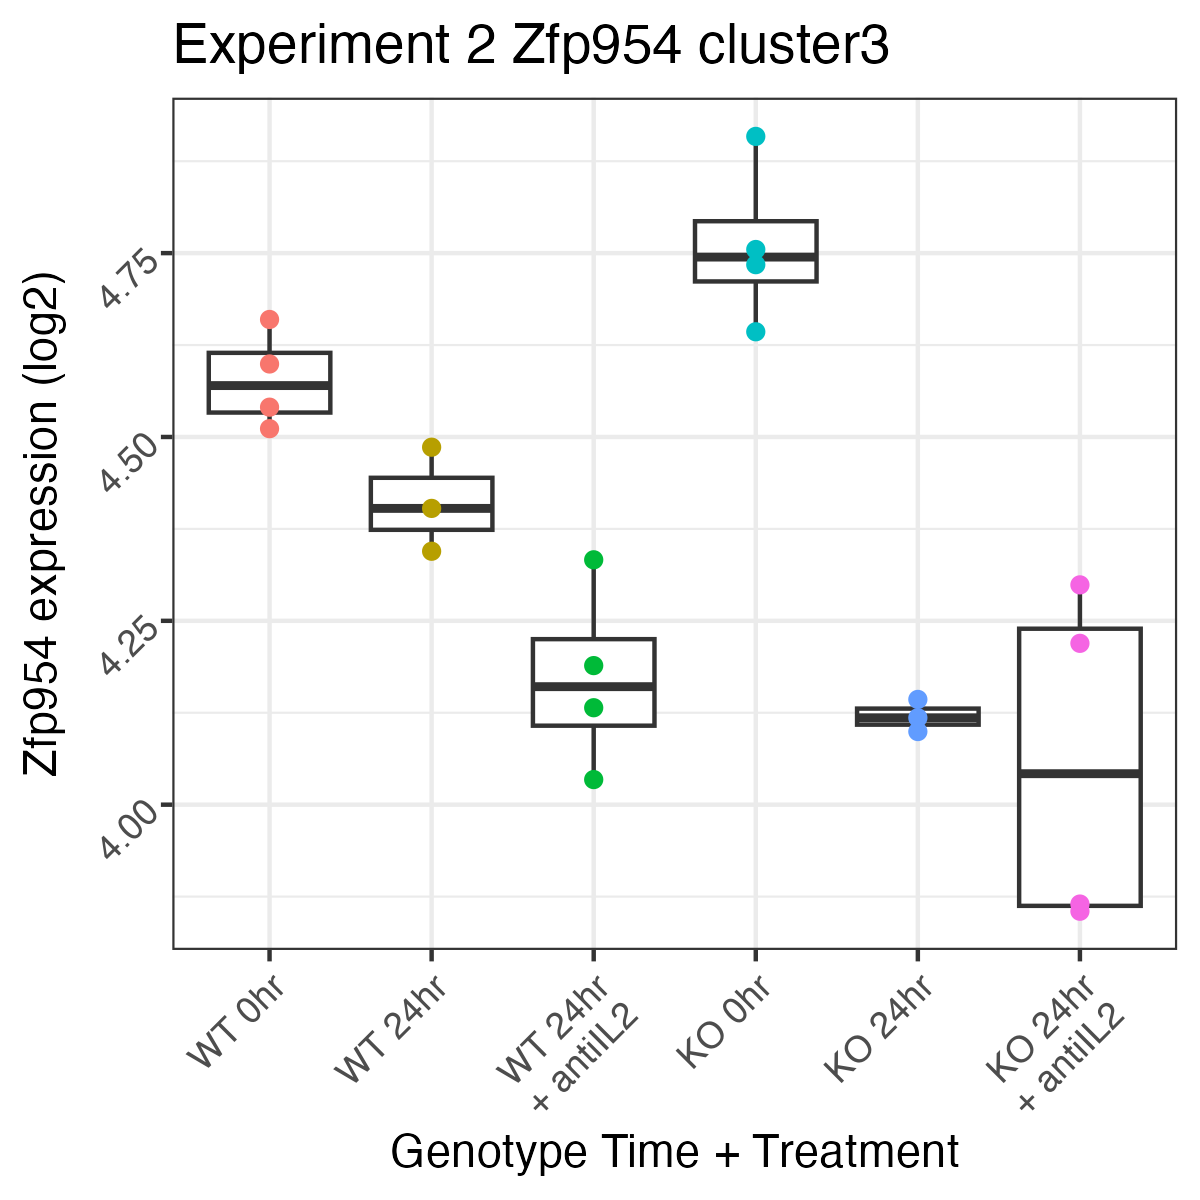 Experiment 2 Zfp954 cluster3
Zfp954 expression (log2)
4.75
4.50
4.25
4.00
WT 0hr
WT 24hr
WT 24hr
+ antiIL2
KO 0hr
KO 24hr
KO 24hr
+ antiIL2
Genotype Time + Treatment